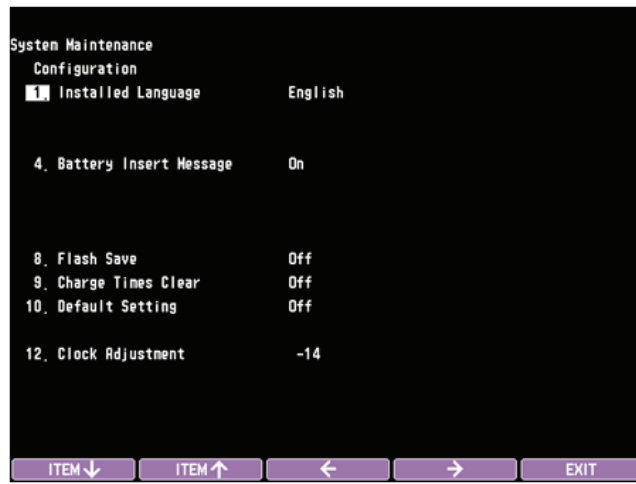 System Maintenance
Configuration
1. Installed Language English
4. Battery Insert Message On
8. Flash Save Off
9. Charge Times Clear Off
10. Default Setting Off
12. Clock Adjustment -14
ITEM↓ ITEM↑ ← → EXIT